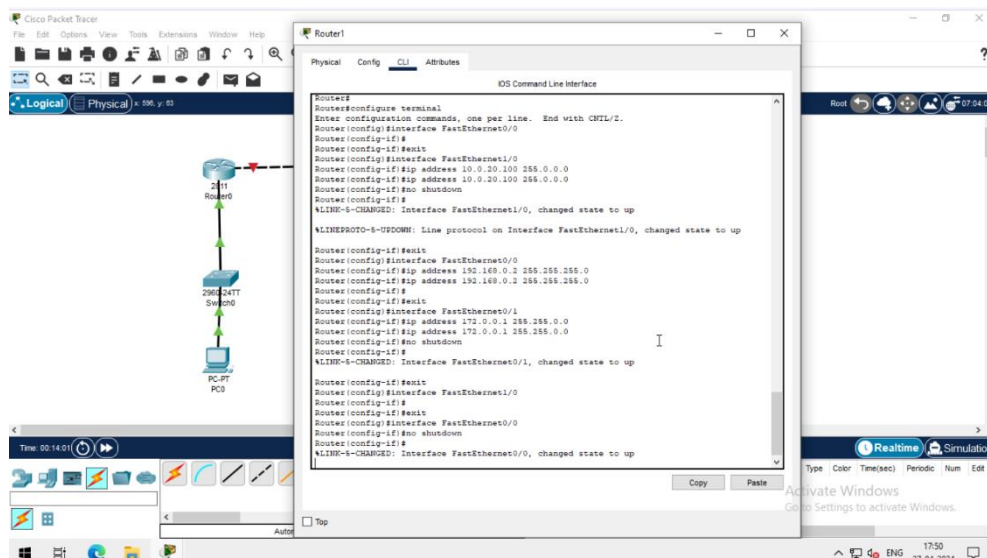 Cisco Packet Tracer
File Edit Options View Tools Extensions Window Help
Logical Physical x: 596, y: 63
Root 07:04:0
2811
Router0
2960-24TT
Switch0
PC-PT
PC0
Router1
Physical Config CLI Attributes
IOS Command Line Interface
Router#
Router#configure terminal
Enter configuration commands, one per line. End with CNTL/Z.
Router(config)#interface FastEthernet0/0
Router(config-if)#
Router(config-if)#exit
Router(config)#interface FastEthernet1/0
Router(config-if)#ip address 10.0.20.100 255.0.0.0
Router(config-if)#ip address 10.0.20.100 255.0.0.0
Router(config-if)#no shutdown
Router(config-if)#
%LINK-5-CHANGED: Interface FastEthernet1/0, changed state to up
%LINEPROTO-5-UPDOWN: Line protocol on Interface FastEthernet1/0, changed state to up
Router(config-if)#exit
Router(config)#interface FastEthernet0/0
Router(config-if)#ip address 192.168.0.2 255.255.255.0
Router(config-if)#ip address 192.168.0.2 255.255.255.0
Router(config-if)#
Router(config-if)#exit
Router(config)#interface FastEthernet0/1
Router(config-if)#ip address 172.0.0.1 255.255.0.0
Router(config-if)#ip address 172.0.0.1 255.255.0.0
Router(config-if)#no shutdown
Router(config-if)#
%LINK-5-CHANGED: Interface FastEthernet0/1, changed state to up
Router(config-if)#exit
Router(config)#interface FastEthernet1/0
Router(config-if)#
Router(config-if)#exit
Router(config)#interface FastEthernet0/0
Router(config-if)#no shutdown
Router(config-if)#
%LINK-5-CHANGED: Interface FastEthernet0/0, changed state to up
Copy Paste
Top
Time: 00:14:01
Realtime Simulatio
Type Color Time(sec) Periodic Num Edit
Activate Windows
Go to Settings to activate Windows.
Auto
ENG 17:50